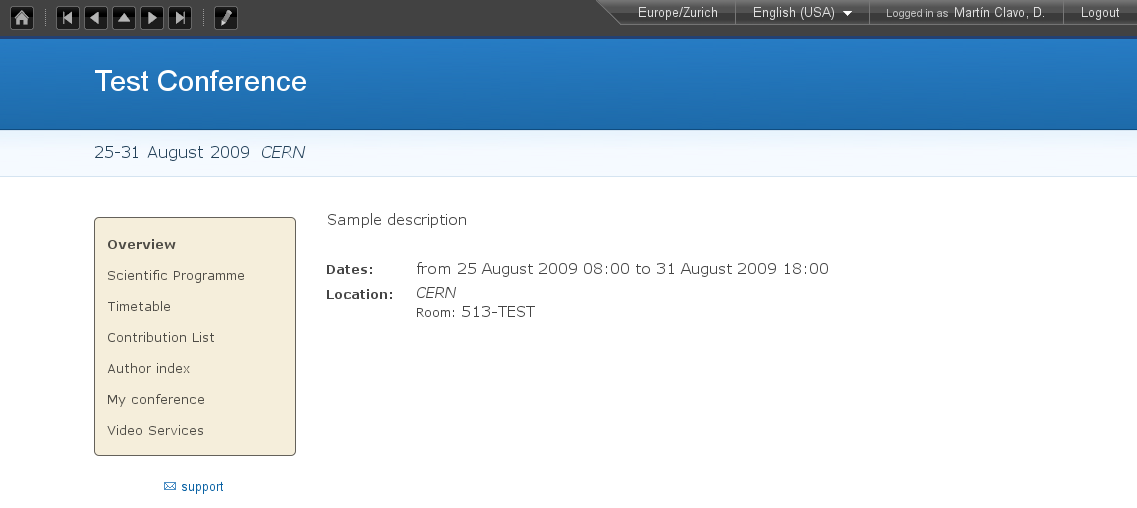 Europe/Zurich English (USA) Logged in as Martín Clavo, D. Logout
Test Conference
25-31 August 2009 CERN
Overview
Scientific Programme
Timetable
Contribution List
Author index
My conference
Video Services
support
Sample description
Dates: from 25 August 2009 08:00 to 31 August 2009 18:00
Location: CERN
Room: 513-TEST